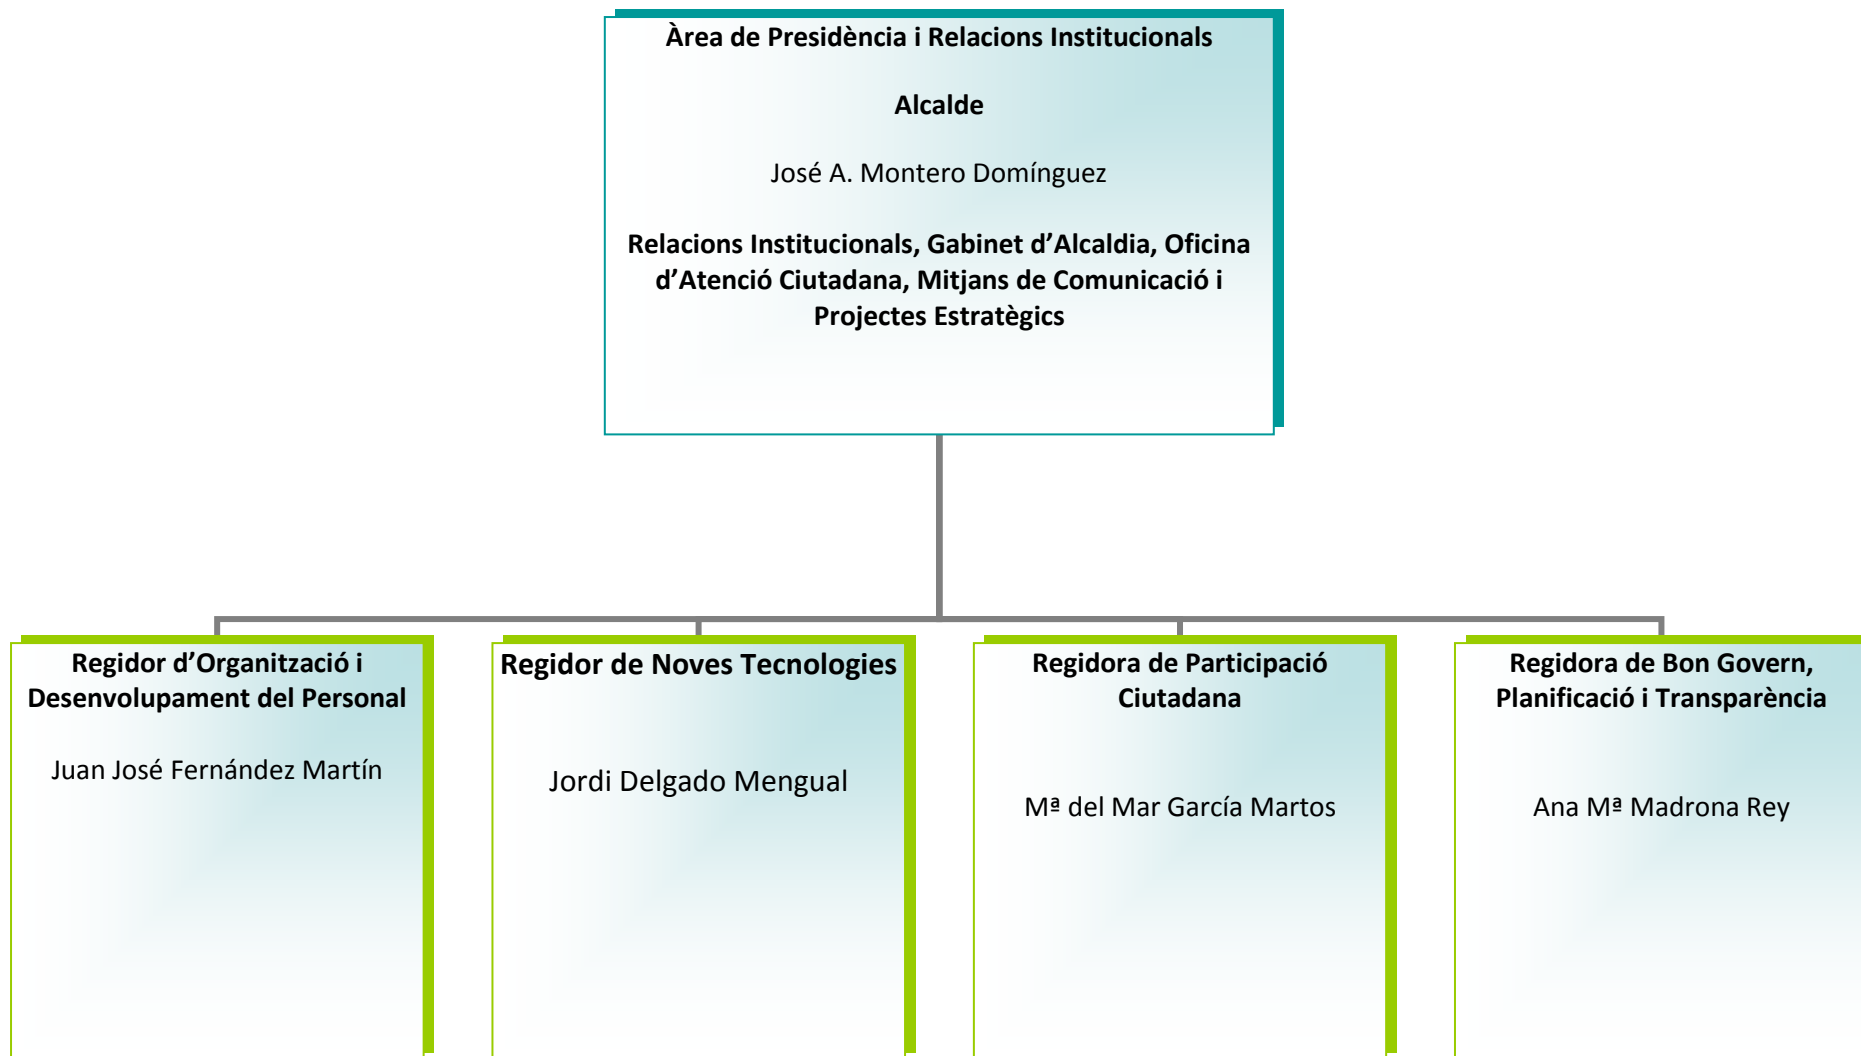 Àrea de Presidència i Relacions Institucionals
Alcalde
José A. Montero Domínguez
Relacions Institucionals, Gabinet d’Alcaldia, Oficina
d’Atenció Ciutadana, Mitjans de Comunicació i
Projectes Estratègics
Regidor d’Organització i
Desenvolupament del Personal
Juan José Fernández Martín
Regidor de Noves Tecnologies
Jordi Delgado Mengual
Regidora de Participació
Ciutadana
Mª del Mar García Martos
Regidora de Bon Govern,
Planificació i Transparència
Ana Mª Madrona Rey